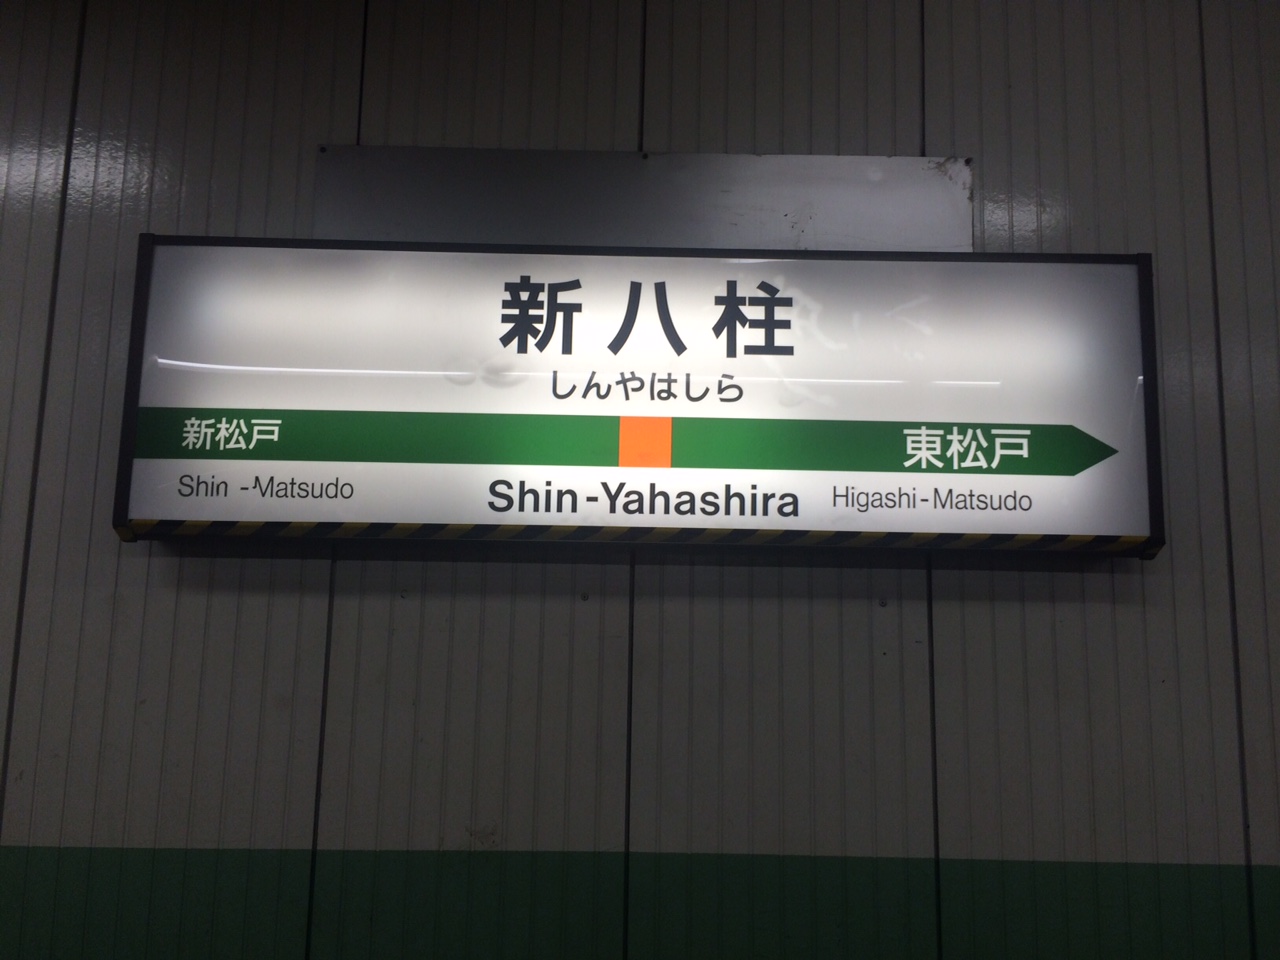 新八柱
しんやはしら
新松戸 東松戸
Shin-Matsudo Shin-Yahashira Higashi-Matsudo